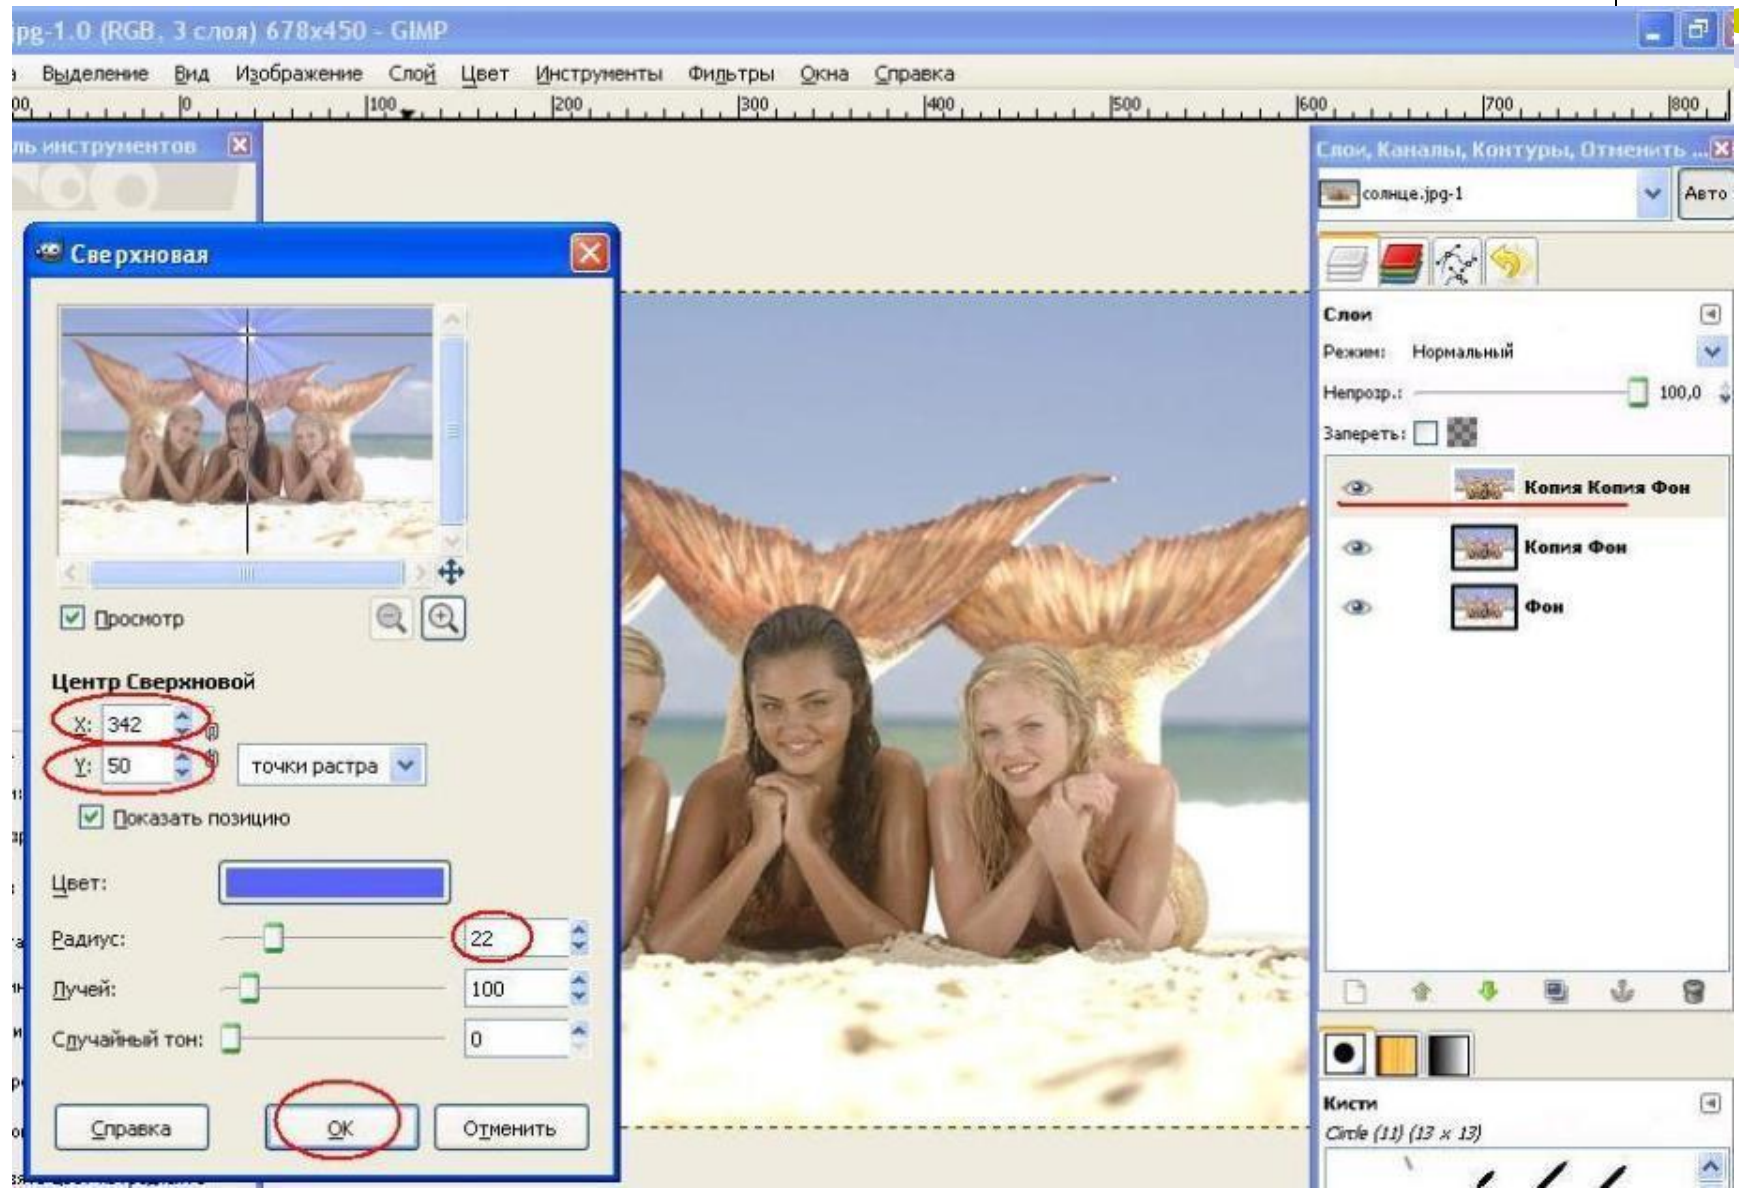 pg-1.0 (RGB, 3 слоя) 678x450 - GIMP
Выделение Вид Изображение Слой Цвет Инструменты Фильтры Окна Справка
00, |0 |100 |200 |300 |400 |500 |600 |700 |800
ль инструментов
Слои, Каналы, Контуры, Отменить ...
солнце.jpg-1
Авто
Сверхновая
Слои
Режим: Нормальный
Непрозр.: 100,0
Запереть:
Копия Копия Фон
Копия Фон
Фон
Просмотр
Центр Сверхновой
X: 342
Y: 50
точки растра
Показать позицию
Цвет:
Радиус: 22
Лучей: 100
Случайный тон: 0
Справка
OK
Отменить
Кисти
Circle (11) (13 x 13)